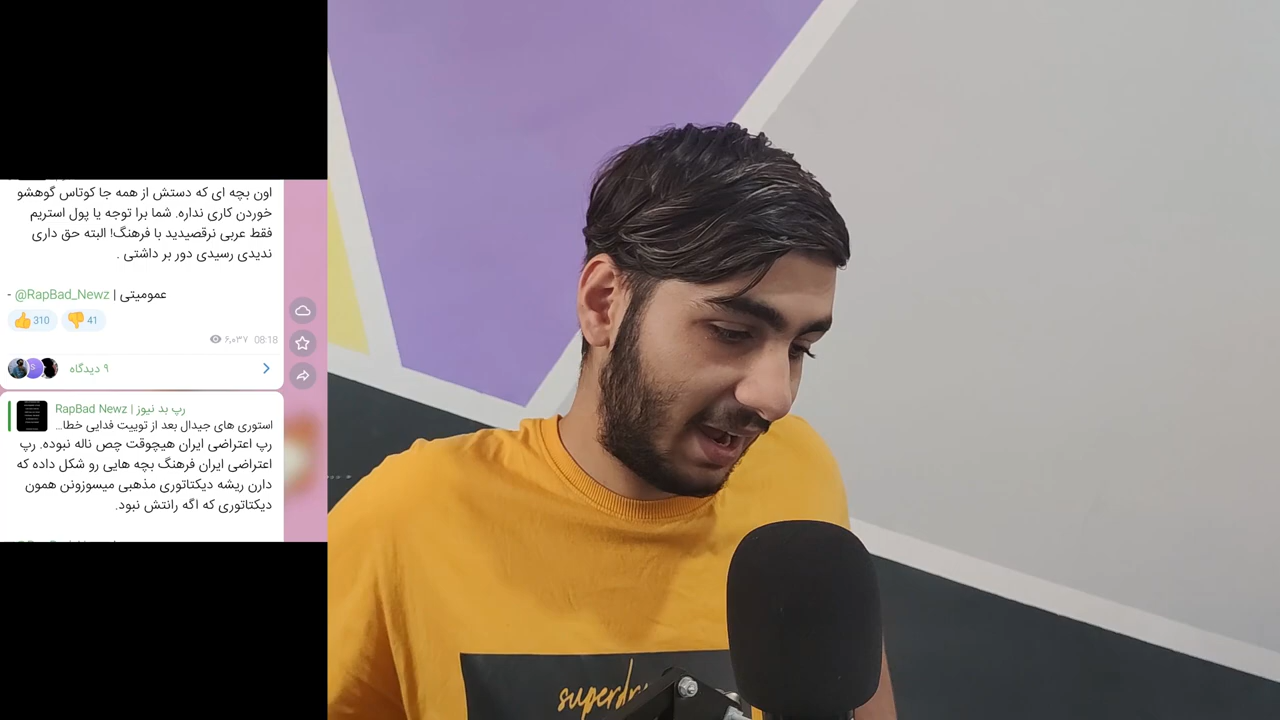 اون بچه ای که دستش از همه جا کوتاس گوهشو
خوردن کاری نداره. شما برا توجه یا پول استریم
فقط عربی نرقصیدید با فرهنگ! البته حق داری
ندیدی رسیدی دور بر داشتی .
- @RapBad_Newz | عمومیتی
👍 310 👎 41
۶,۰۳۷ 08:18
۹ دیدگاه
RapBad Newz | رپ بد نیوز
استوری های جیدال بعد از توییت فدایی خطا...
رپ اعتراضی ایران هیچوقت چص ناله نبوده. رپ
اعتراضی ایران فرهنگ بچه هایی رو شکل داده که
دارن ریشه دیکتاتوری مذهبی میسوزونن همون
دیکتاتوری که اگه رانتش نبود.